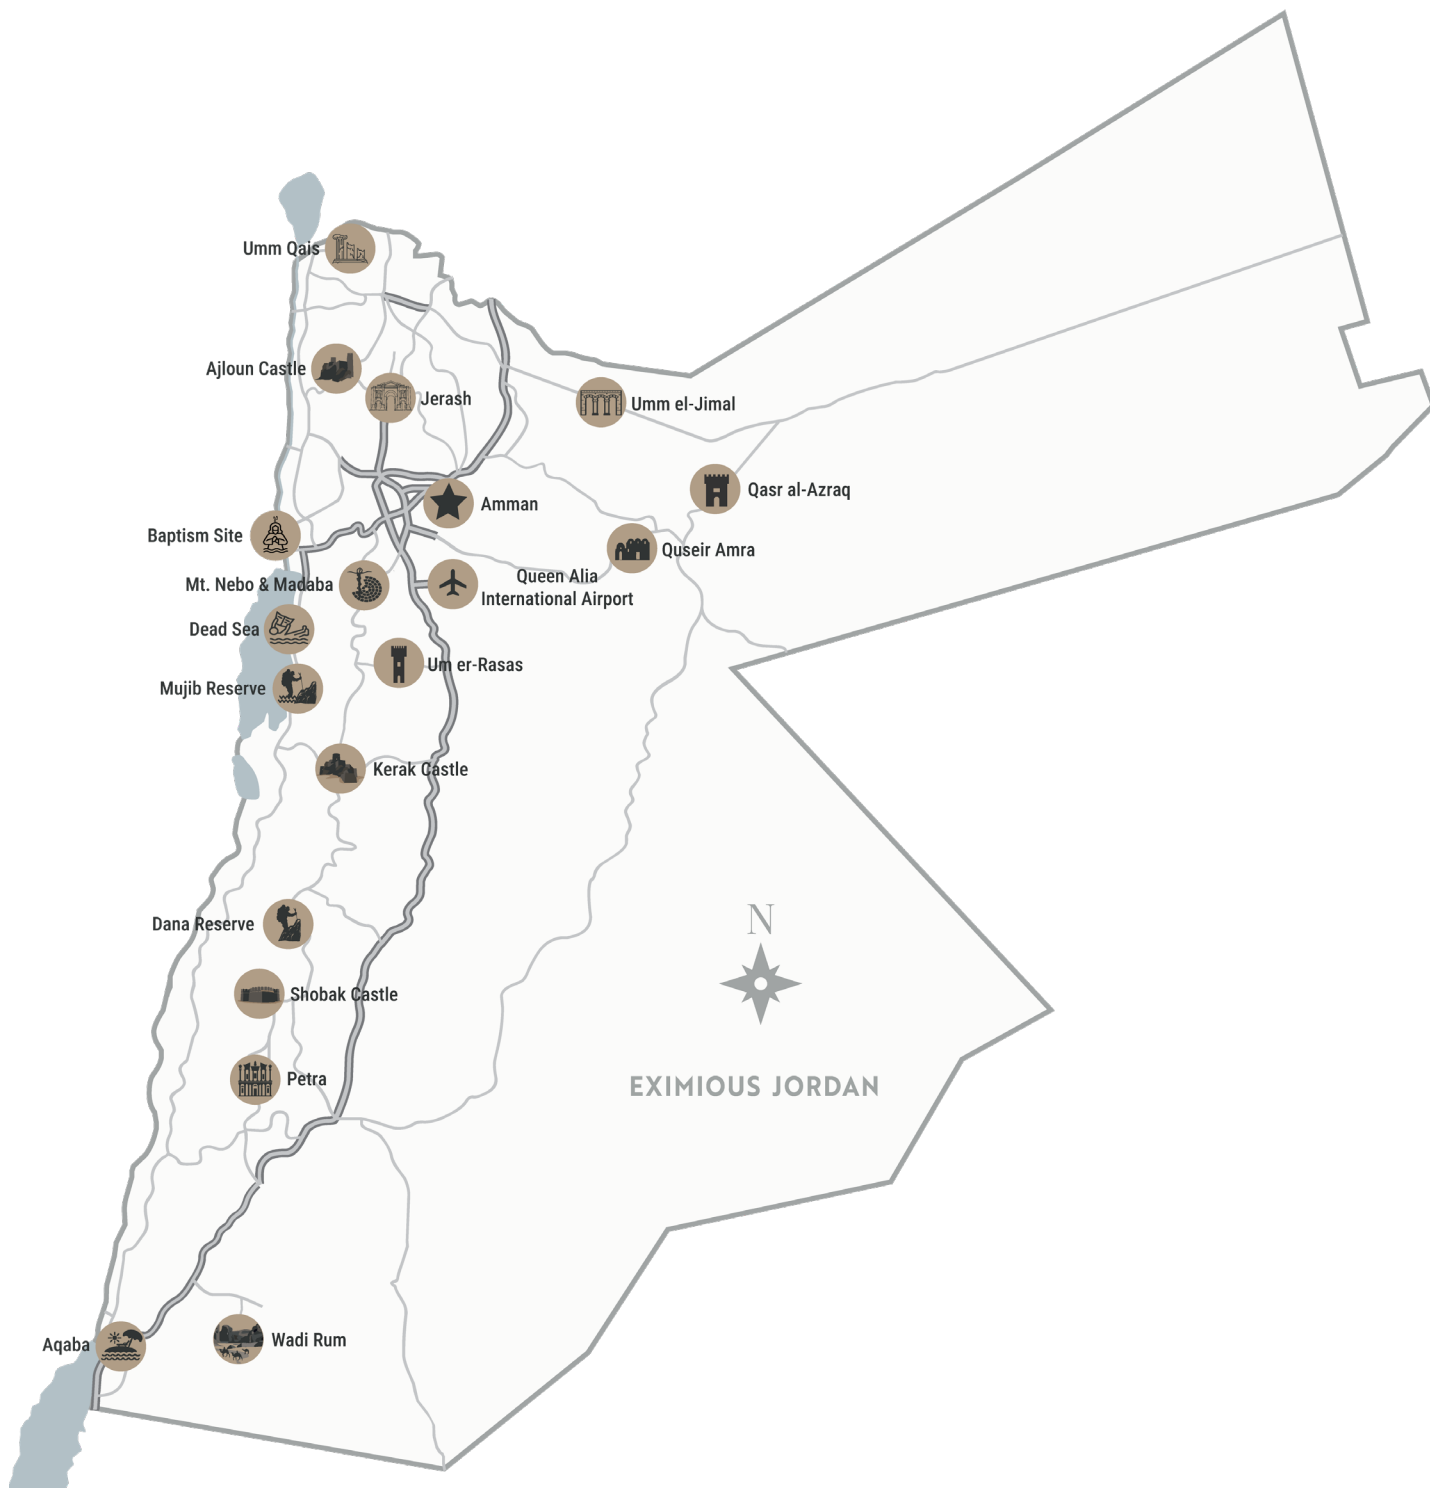 Umm Qais
Ajloun Castle
Jerash
Umm el-Jimal
Qasr al-Azraq
Amman
Baptism Site
Quseir Amra
Mt. Nebo & Madaba
Queen Alia
International Airport
Dead Sea
Um er-Rasas
Mujib Reserve
Kerak Castle
Dana Reserve
N
Shobak Castle
Petra
EXIMIOUS JORDAN
Aqaba
Wadi Rum